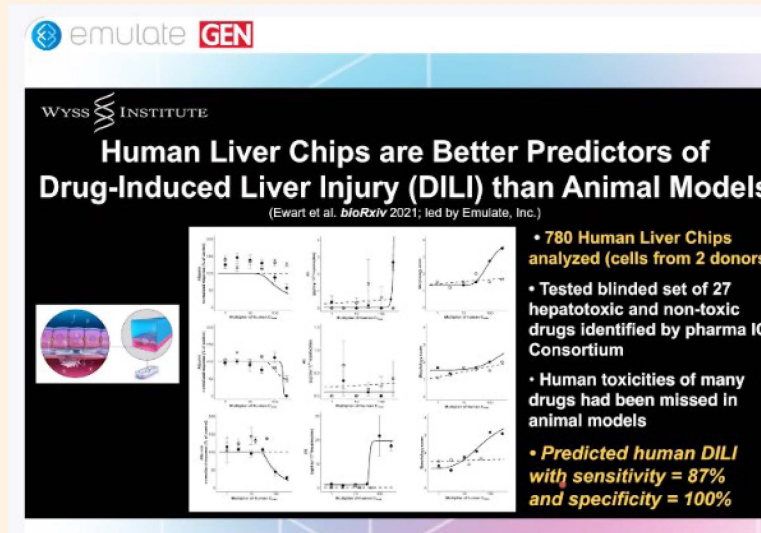 emulate GEN
WYSS INSTITUTE
Human Liver Chips are Better Predictors of
Drug-Induced Liver Injury (DILI) than Animal Models
(Ewart et al. bioRxiv 2021; led by Emulate, Inc.)
• 780 Human Liver Chips
analyzed (cells from 2 donors
• Tested blinded set of 27
hepatotoxic and non-toxic
drugs identified by pharma IQ
Consortium
• Human toxicities of many
drugs had been missed in
animal models
• Predicted human DILI
with sensitivity = 87%
and specificity = 100%